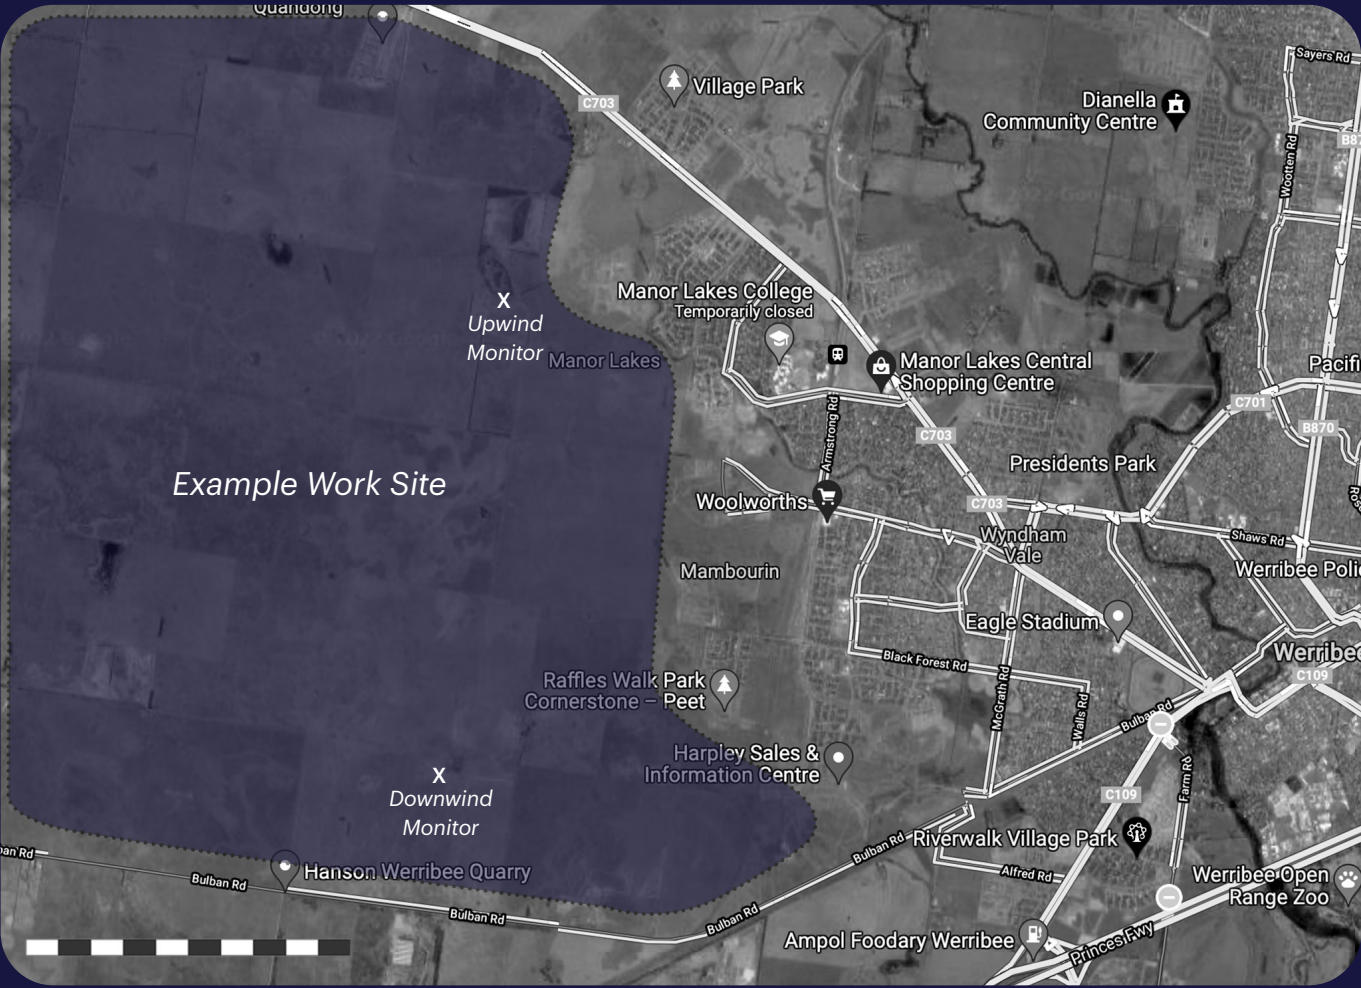 Quandong
C703
Village Park
Dianella
Community Centre
Sayers Rd
Wootten Rd
Manor Lakes College
Temporarily closed
X
Upwind
Monitor
Manor Lakes
Manor Lakes Central
Shopping Centre
C701
B870
C703
Armstrong Rd
Presidents Park
Example Work Site
Woolworths
C703
Wyndham
Vale
Shaws Rd
Mambourin
Eagle Stadium
Black Forest Rd
McGrath Rd
Walls Rd
C109
Raffles Walk Park
Cornerstone – Peet
Bulban Rd
Harpley Sales &
Information Centre
Farm Rd
C109
X
Downwind
Monitor
Riverwalk Village Park
Bulban Rd
Alfred Rd
Hanson Werribee Quarry
Bulban Rd
Bulban Rd
Bulban Rd
Werribee Open
Range Zoo
Ampol Foodary Werribee
Princes Fwy